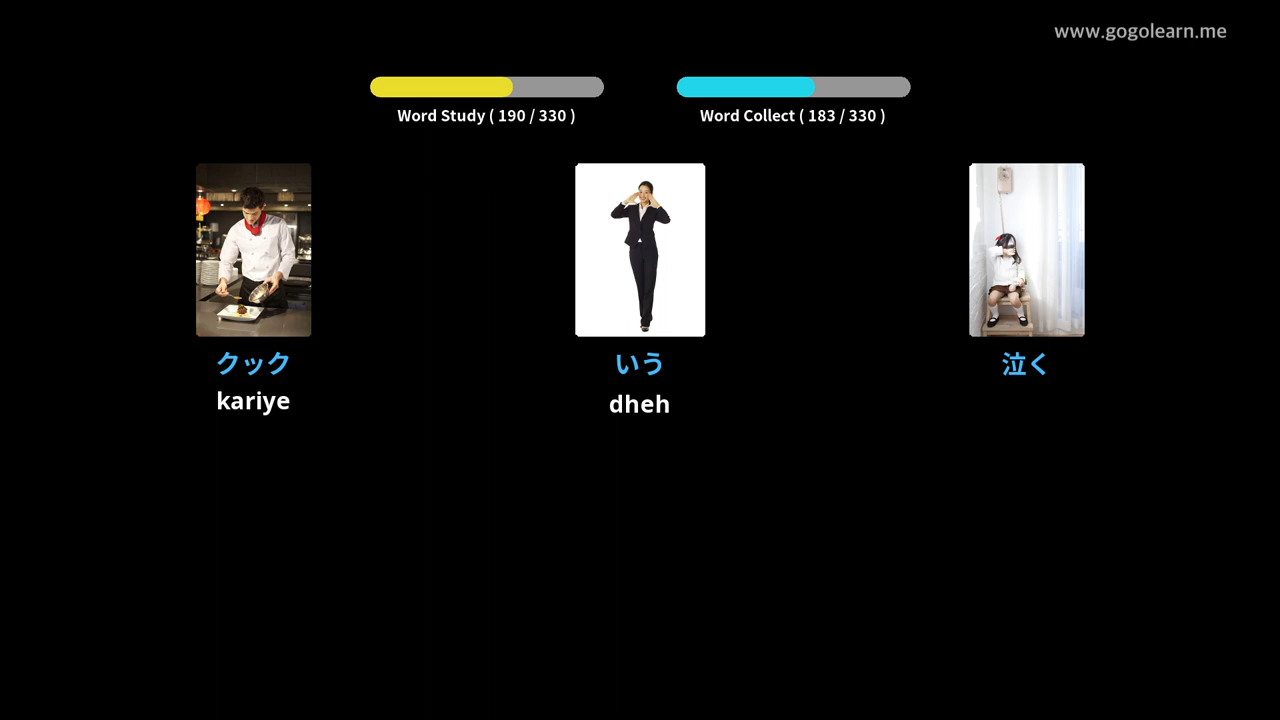 www.gogolearn.me
Word Study ( 190 / 330 )
Word Collect ( 183 / 330 )
クック
いう
泣く
kariye
dheh